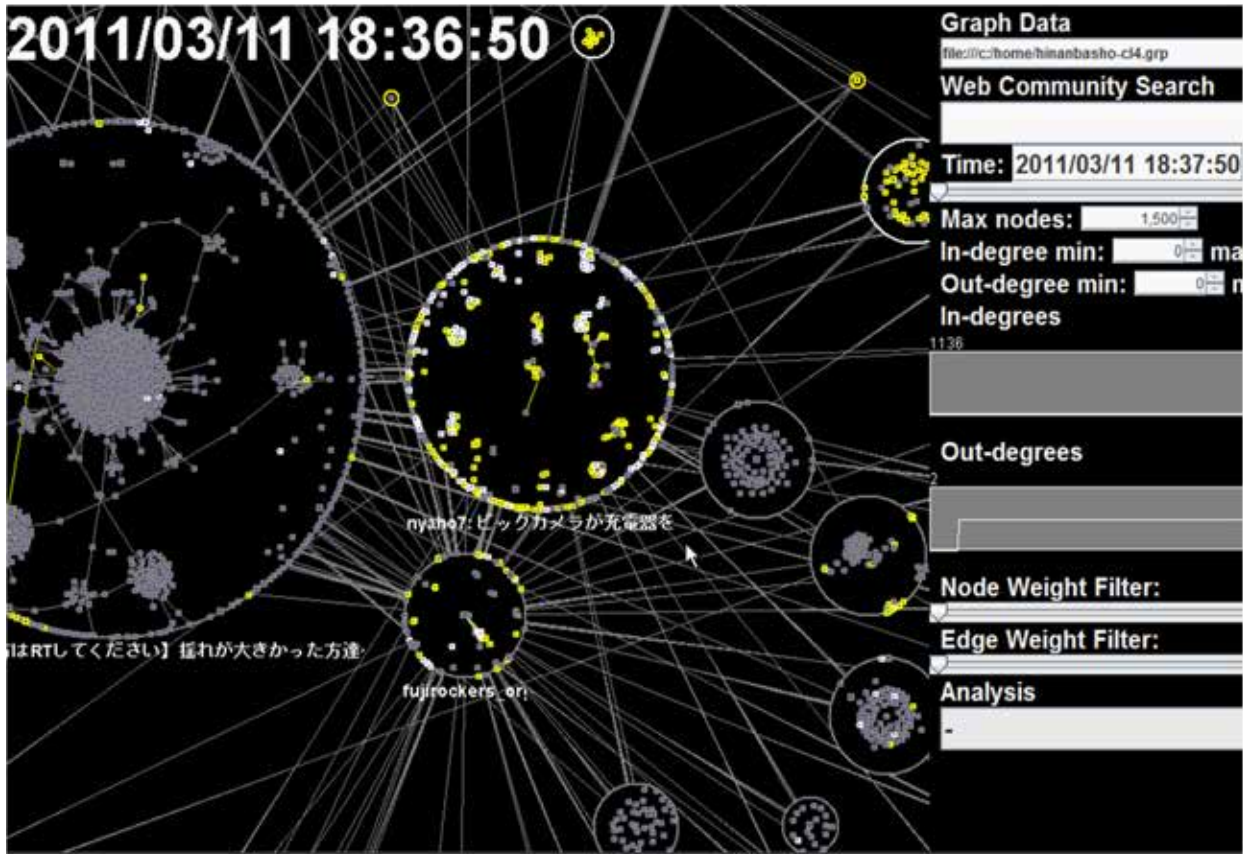 2011/03/11 18:36:50
nyaho7: ビックカメラが充電器を
はRTしてください】揺れが大きかった方達
fujirockers_or
Graph Data
file:///c:/home/hinanbasho-cl4.grp
Web Community Search
Time: 2011/03/11 18:37:50
Max nodes: 1,500
In-degree min: 0 ma
Out-degree min: 0
In-degrees
1136
Out-degrees
2
Node Weight Filter:
Edge Weight Filter:
Analysis
-